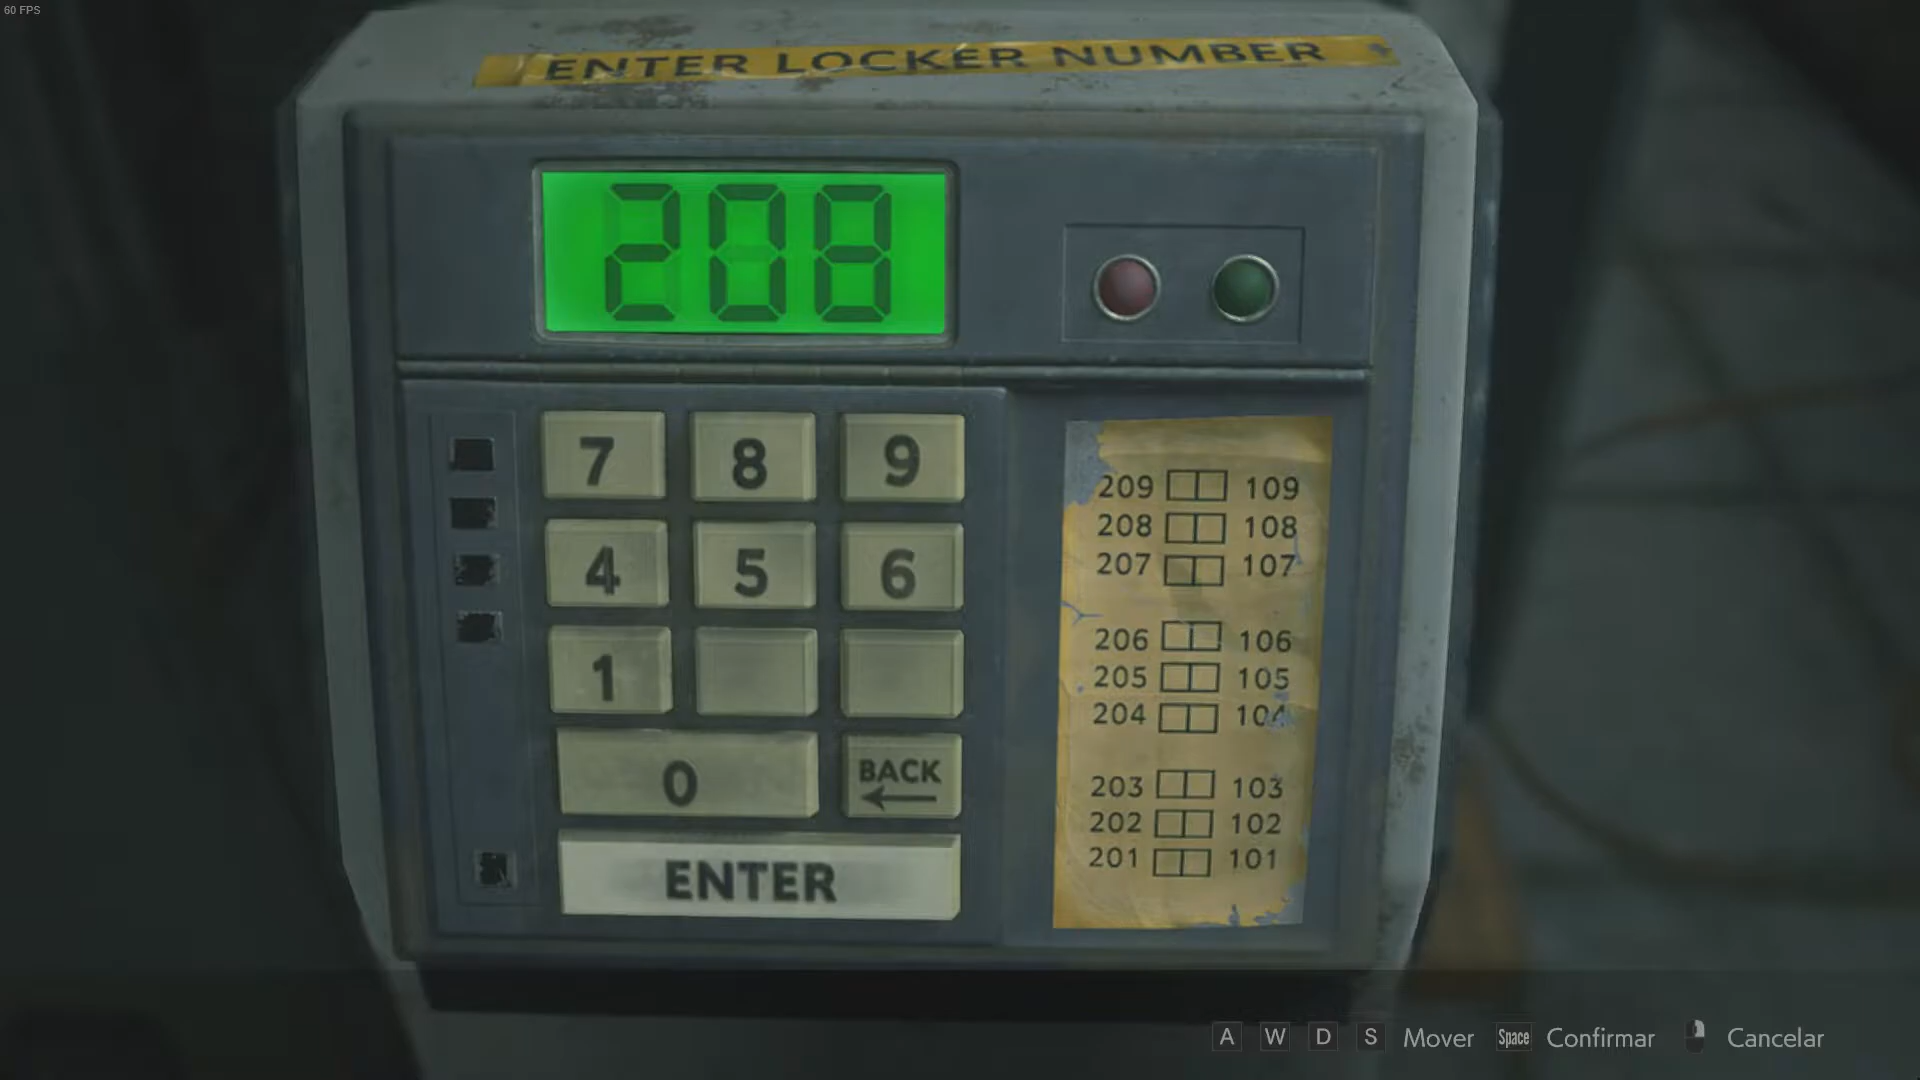 60 FPS
ENTER LOCKER NUMBER
208
7 8 9
4 5 6
1
0 BACK
ENTER
209 109
208 108
207 107
206 106
205 105
204 104
203 103
202 102
201 101
A W D S Mover Space Confirmar Cancelar